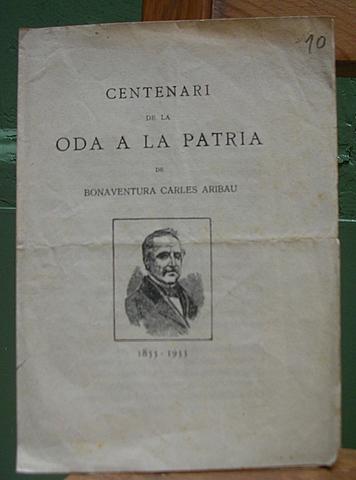 -10
CENTENARI
DE LA
ODA A LA PATRIA
DE
BONAVENTURA CARLES ARIBAU
1833 - 1933